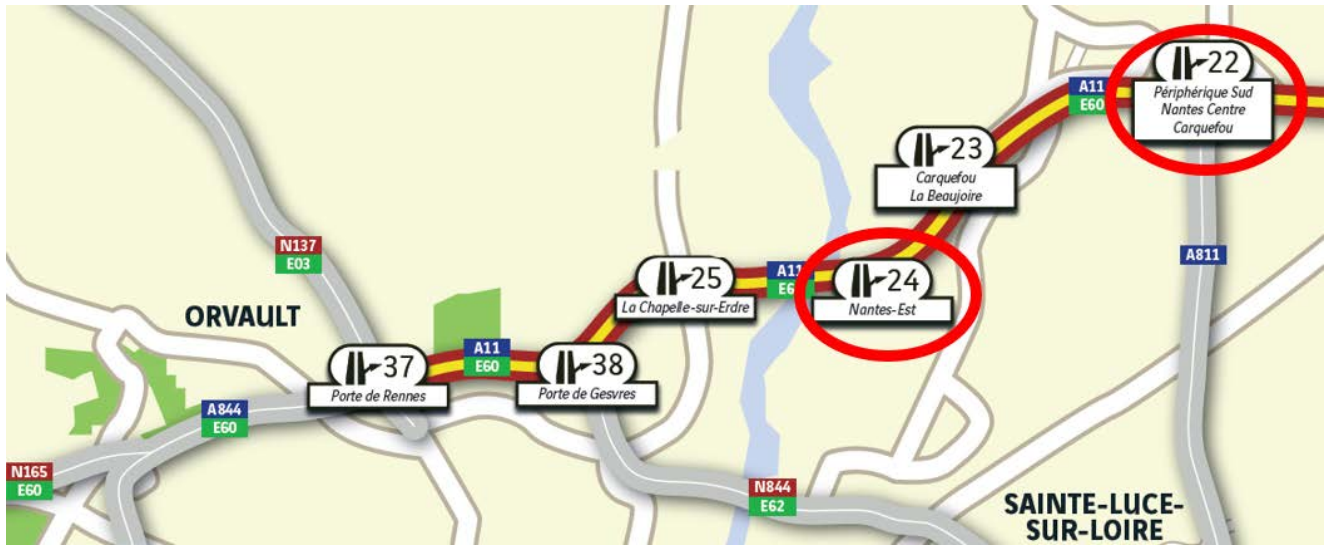 22
Périphérique Sud
Nantes Centre
Carquefou
A11
E60
23
Carquefou
La Beaujoire
N137
E03
A811
25
La Chapelle-sur-Erdre
A11
E6
24
Nantes-Est
ORVAULT
A11
E60
37
Porte de Rennes
38
Porte de Gesvres
A844
E60
N165
E60
N844
E62
SAINTE-LUCE-
SUR-LOIRE